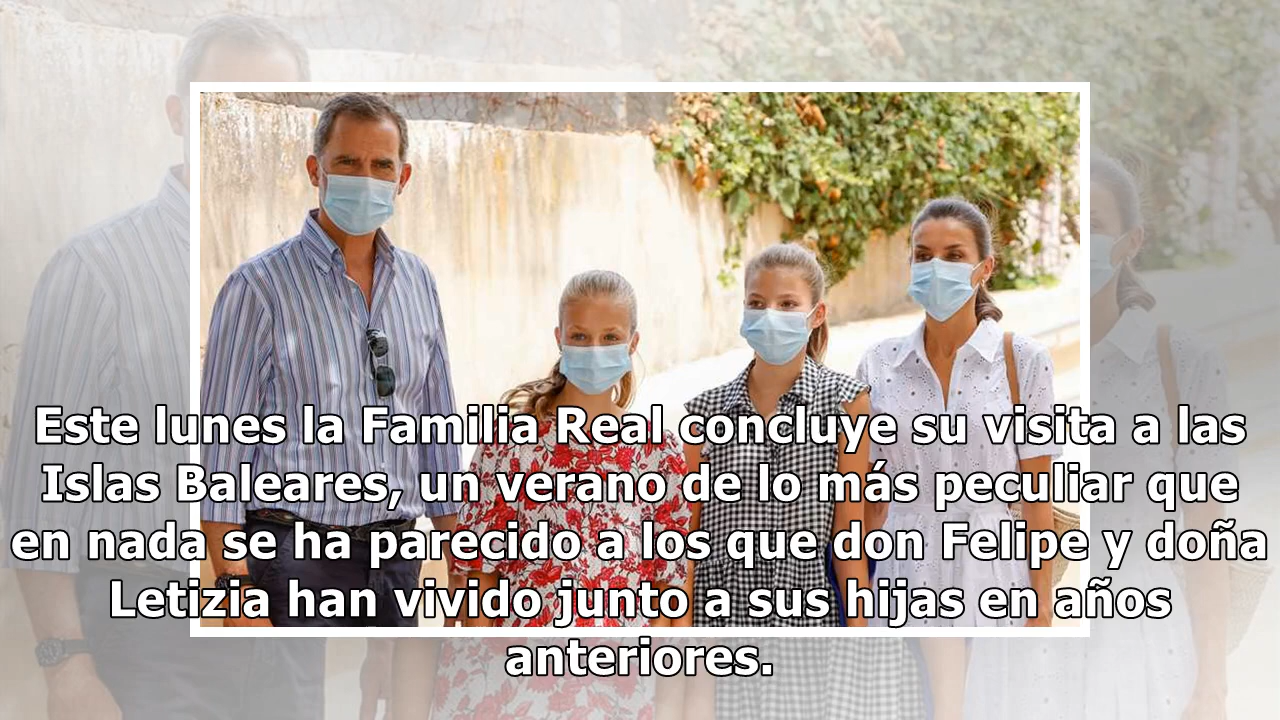 Este lunes la Familia Real concluye su visita a las
Islas Baleares, un verano de lo más peculiar que
en nada se ha parecido a los que don Felipe y doña
Letizia han vivido junto a sus hijas en años
anteriores.